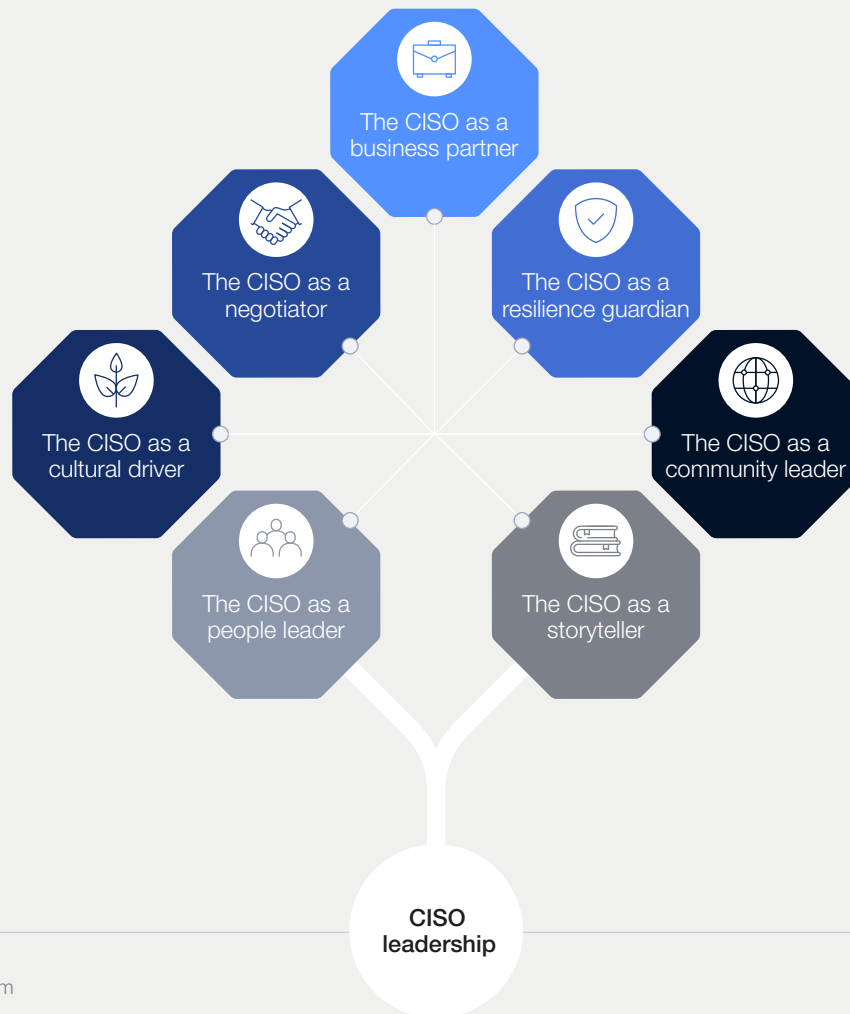 The CISO as a
business partner
The CISO as a
negotiator
The CISO as a
resilience guardian
The CISO as a
cultural driver
The CISO as a
community leader
The CISO as a
people leader
The CISO as a
storyteller
CISO
leadership